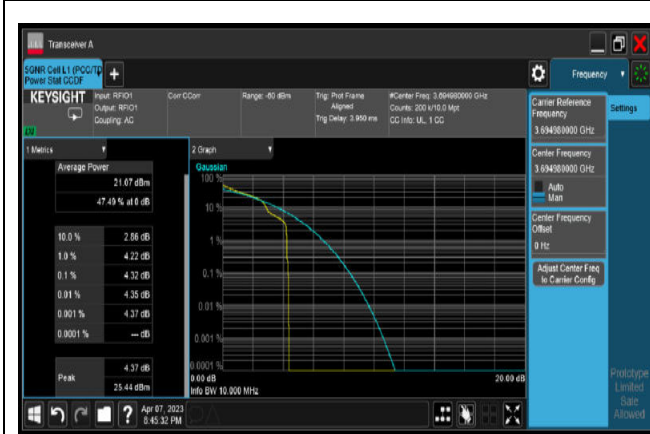 Transceiver A
5GNR Cell L1 (PCC/TD
Power Stat CCDF
Frequency
KEYSIGHT
Input: RFIO1
Output: RFIO1
Coupling: AC
Corr CCorr
Range: -60 dBm
Trig: Prot Frame
Aligned
Trig Delay: 3.950 ms
#Center Freq: 3.694980000 GHz
Counts: 200 k/10.0 Mpt
CC Info: UL, 1 CC
Carrier Reference
Frequency
3.694980000 GHz
Settings
1 Metrics
2 Graph
Average Power
21.07 dBm
47.49 % at 0 dB
10.0 % 2.86 dB
1.0 % 4.22 dB
0.1 % 4.32 dB
0.01 % 4.35 dB
0.001 % 4.37 dB
0.0001 % --- dB
Peak
4.37 dB
25.44 dBm
Gaussian
100 %
10 %
1 %
0.1 %
0.01 %
0.001 %
0.0001 %
0.00 dB
20.00 dB
Info BW 10.000 MHz
Center Frequency
3.694980000 GHz
Auto
Man
Center Frequency
Offset
0 Hz
Adjust Center Freq
to Carrier Config
Prototype
Limited
Sale
Allowed
?
Apr 07, 2023
8:45:32 PM